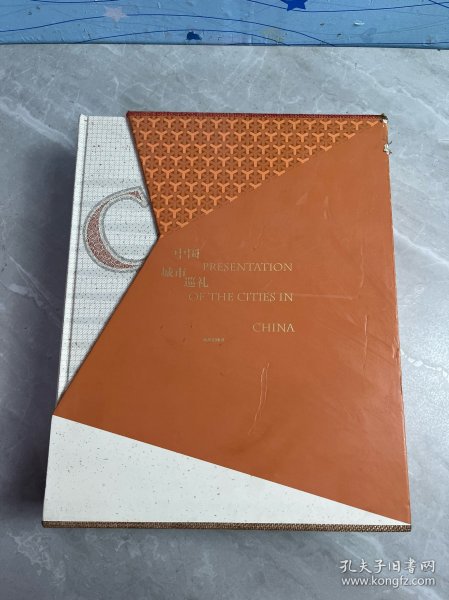 中国
城市 PRESENTATION
巡礼 OF THE CITIES IN
CHINA
C
孔夫子旧书网
www.kongfz.com